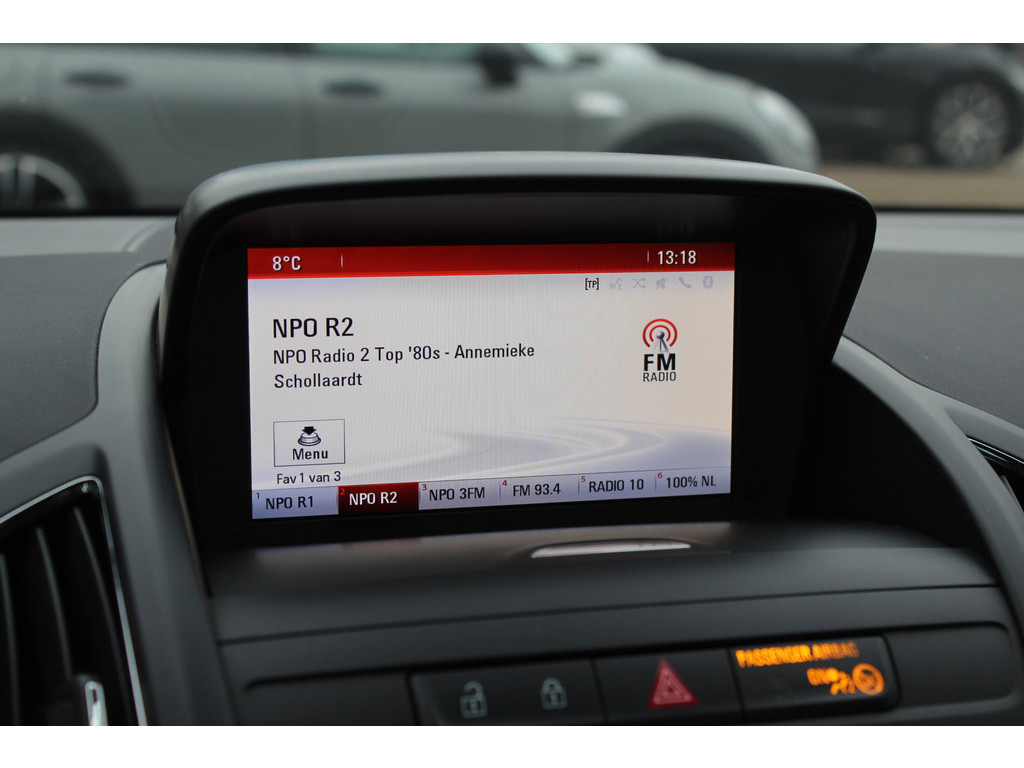 8°C 13:18
[TP]
NPO R2
NPO Radio 2 Top '80s - Annemieke
Schollaardt
FM
RADIO
Menu
Fav 1 van 3
1 NPO R1 2 NPO R2 3 NPO 3FM 4 FM 93.4 5 RADIO 10 6 100% NL
PASSENGER AIRBAG
ON